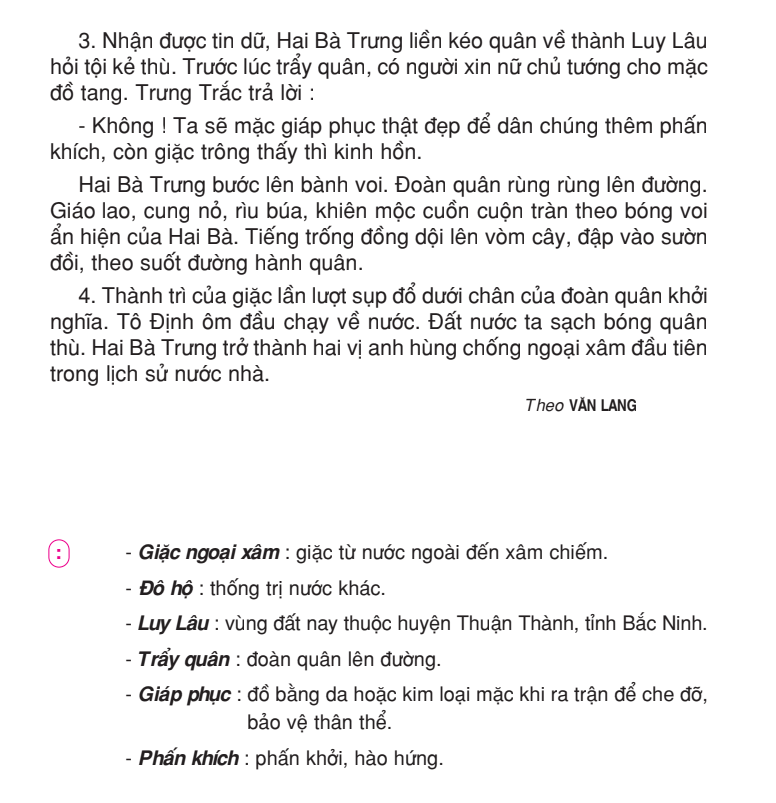 3. Nhận được tin dữ, Hai Bà Trưng liền kéo quân về thành Luy Lâu
hỏi tội kẻ thù. Trước lúc trẩy quân, có người xin nữ chủ tướng cho mặc
đồ tang. Trưng Trắc trả lời :
- Không ! Ta sẽ mặc giáp phục thật đẹp để dân chúng thêm phấn
khích, còn giặc trông thấy thì kinh hồn.
Hai Bà Trưng bước lên bành voi. Đoàn quân rùng rùng lên đường.
Giáo lao, cung nỏ, rìu búa, khiên mộc cuồn cuộn tràn theo bóng voi
ẩn hiện của Hai Bà. Tiếng trống đồng dội lên vòm cây, đập vào sườn
đồi, theo suốt đường hành quân.
4. Thành trì của giặc lần lượt sụp đổ dưới chân của đoàn quân khởi
nghĩa. Tô Định ôm đầu chạy về nước. Đất nước ta sạch bóng quân
thù. Hai Bà Trưng trở thành hai vị anh hùng chống ngoại xâm đầu tiên
trong lịch sử nước nhà.
Theo VĂN LANG
: - Giặc ngoại xâm : giặc từ nước ngoài đến xâm chiếm.
- Đô hộ : thống trị nước khác.
- Luy Lâu : vùng đất nay thuộc huyện Thuận Thành, tỉnh Bắc Ninh.
- Trẩy quân : đoàn quân lên đường.
- Giáp phục : đồ bằng da hoặc kim loại mặc khi ra trận để che đỡ,
bảo vệ thân thể.
- Phấn khích : phấn khởi, hào hứng.